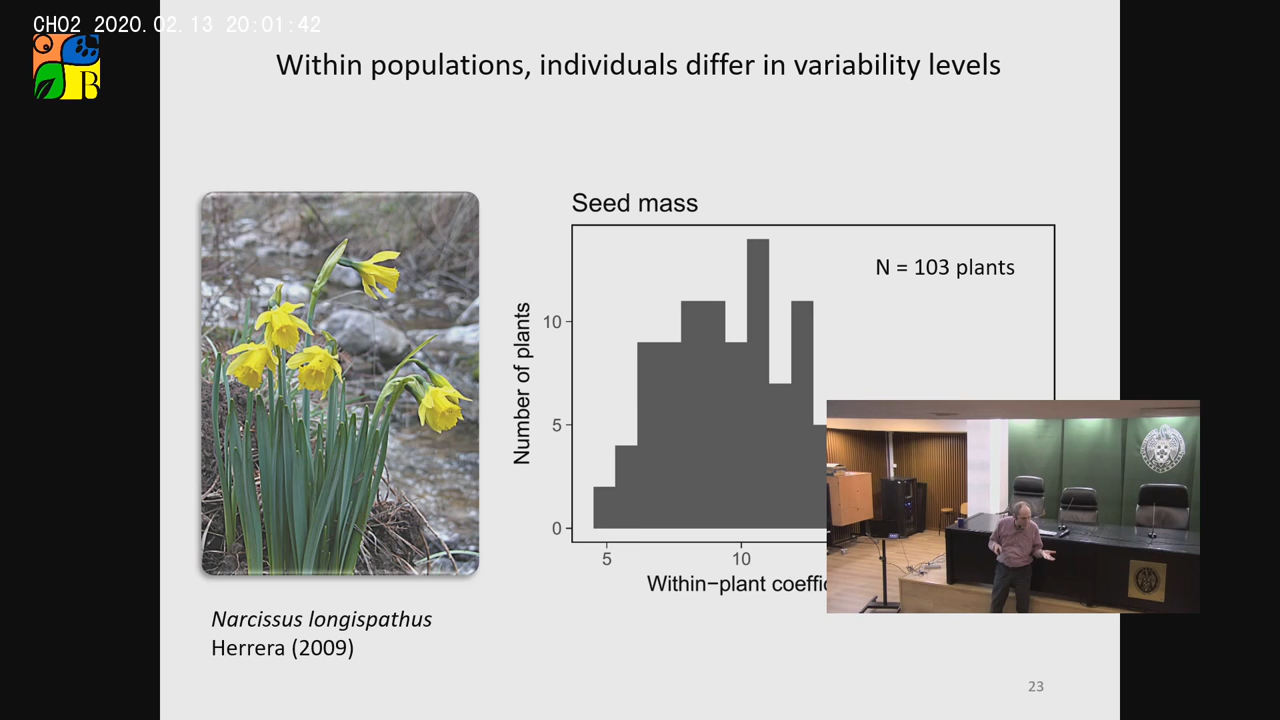 CH02 2020.02.13 20:01:42
B
Within populations, individuals differ in variability levels
Seed mass
N = 103 plants
Number of plants
10
5
0
5
10
Within−plant
Narcissus longispathus
Herrera (2009)
23